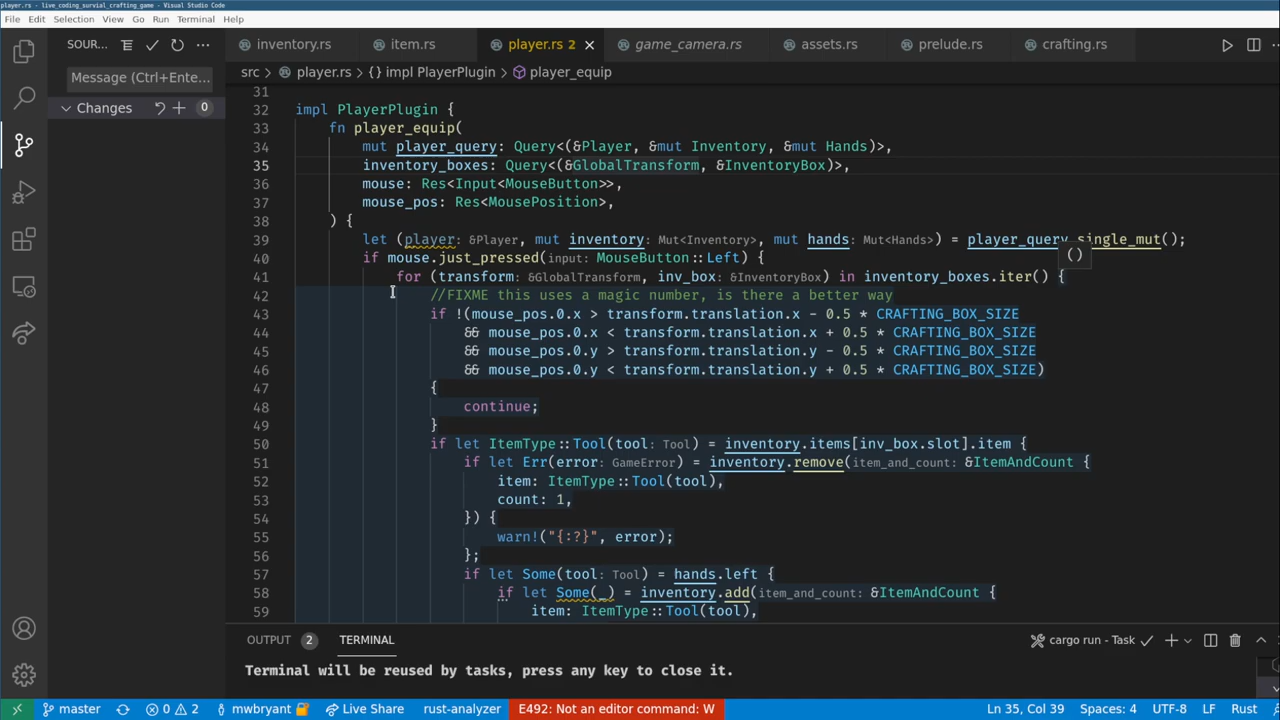 player.rs - live_coding_survial_crafting_game - Visual Studio Code
File Edit Selection View Go Run Terminal Help
SOUR... inventory.rs item.rs player.rs 2 game_camera.rs assets.rs prelude.rs crafting.rs
Message (Ctrl+Ente...
src > player.rs > {} impl PlayerPlugin > player_equip
Changes 0
31
32 impl PlayerPlugin {
33 fn player_equip(
34 mut player_query: Query<(&Player, &mut Inventory, &mut Hands)>,
35 inventory_boxes: Query<(&GlobalTransform, &InventoryBox)>,
36 mouse: Res<Input<MouseButton>>,
37 mouse_pos: Res<MousePosition>,
38 ) {
39 let (player: &Player, mut inventory: Mut<Inventory>, mut hands: Mut<Hands>) = player_query.single_mut();
40 if mouse.just_pressed(input: MouseButton::Left) {
()
41 for (transform: &GlobalTransform, inv_box: &InventoryBox) in inventory_boxes.iter() {
42 //FIXME this uses a magic number, is there a better way
43 if !(mouse_pos.0.x > transform.translation.x - 0.5 * CRAFTING_BOX_SIZE
44 && mouse_pos.0.x < transform.translation.x + 0.5 * CRAFTING_BOX_SIZE
45 && mouse_pos.0.y > transform.translation.y - 0.5 * CRAFTING_BOX_SIZE
46 && mouse_pos.0.y < transform.translation.y + 0.5 * CRAFTING_BOX_SIZE)
47 {
48 continue;
49 }
50 if let ItemType::Tool(tool: Tool) = inventory.items[inv_box.slot].item {
51 if let Err(error: GameError) = inventory.remove(item_and_count: &ItemAndCount {
52 item: ItemType::Tool(tool),
53 count: 1,
54 }) {
55 warn!("{:?}", error);
56 };
57 if let Some(tool: Tool) = hands.left {
58 if let Some(_) = inventory.add(item_and_count: &ItemAndCount {
59 item: ItemType::Tool(tool),
OUTPUT 2 TERMINAL cargo run - Task
Terminal will be reused by tasks, press any key to close it.
master 0 2 mwbryant Live Share rust-analyzer E492: Not an editor command: W Ln 35, Col 39 Spaces: 4 UTF-8 LF Rust